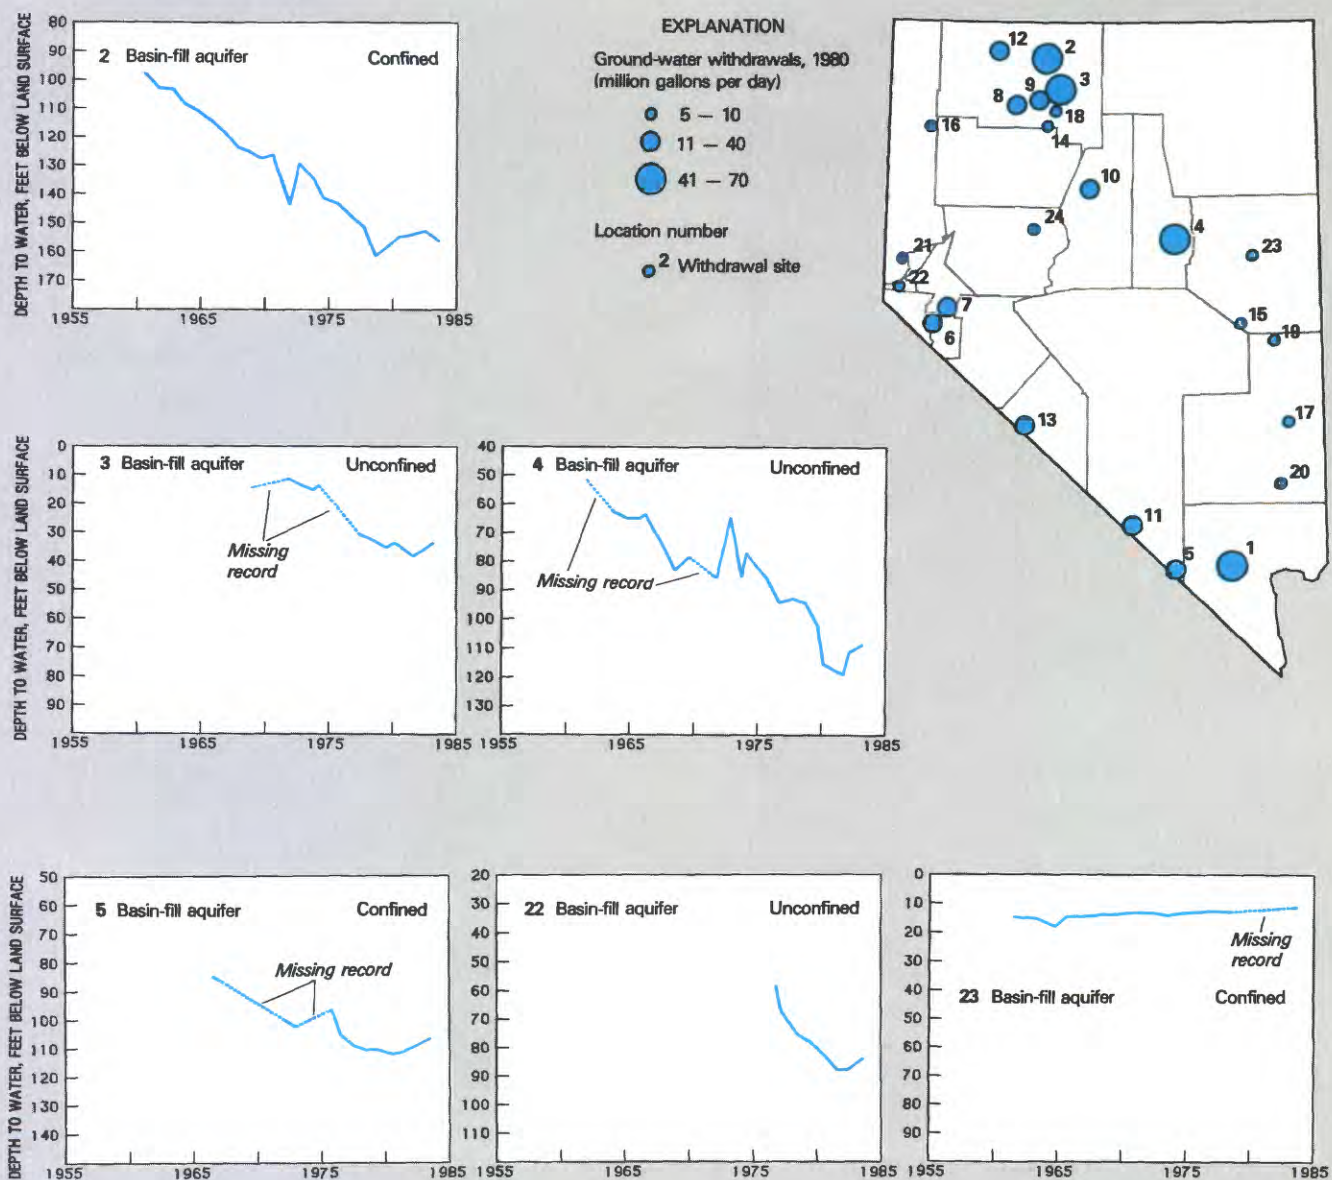 DEPTH TO WATER, FEET BELOW LAND SURFACE
80
90
100
110
120
130
140
150
160
170
2 Basin-fill aquifer Confined
1955 1965 1975 1985
EXPLANATION
Ground-water withdrawals, 1980
(million gallons per day)
5 — 10
11 — 40
41 — 70
Location number
2 Withdrawal site
12
2
3
9
8
18
14
16
10
24
4
23
21
22
7
6
15
19
13
17
20
11
5
1
DEPTH TO WATER, FEET BELOW LAND SURFACE
0
10
20
30
40
50
60
70
80
90
3 Basin-fill aquifer Unconfined
Missing
record
1955 1965 1975 1985
40
50
60
70
80
90
100
110
120
130
4 Basin-fill aquifer Unconfined
Missing record
1955 1965 1975 1985
DEPTH TO WATER, FEET BELOW LAND SURFACE
50
60
70
80
90
100
110
120
130
140
5 Basin-fill aquifer Confined
Missing record
1955 1965 1975 1985
20
30
40
50
60
70
80
90
100
110
22 Basin-fill aquifer Unconfined
1955 1965 1975 1985
0
10
20
30
40
50
60
70
80
90
Missing
record
23 Basin-fill aquifer Confined
1955 1965 1975 1985